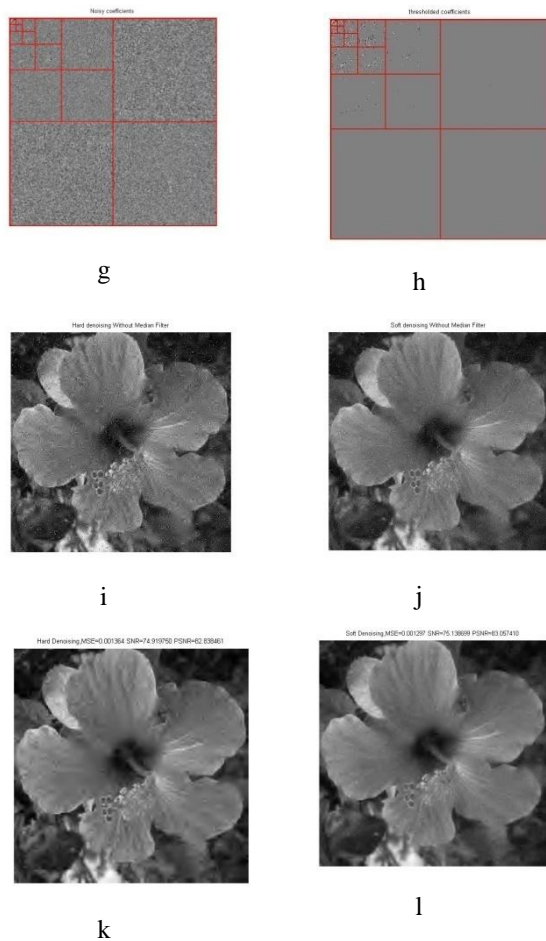 Noisy coefficients
thresholded coefficients
g
h
Hard denoising Without Median Filter
Soft denoising Without Median Filter
i
j
Hard Denoising,MSE=0.001364 SNR=74.919750 PSNR=82.838461
Soft Denoising,MSE=0.001297 SNR=75.138699 PSNR=83.057410
k
l